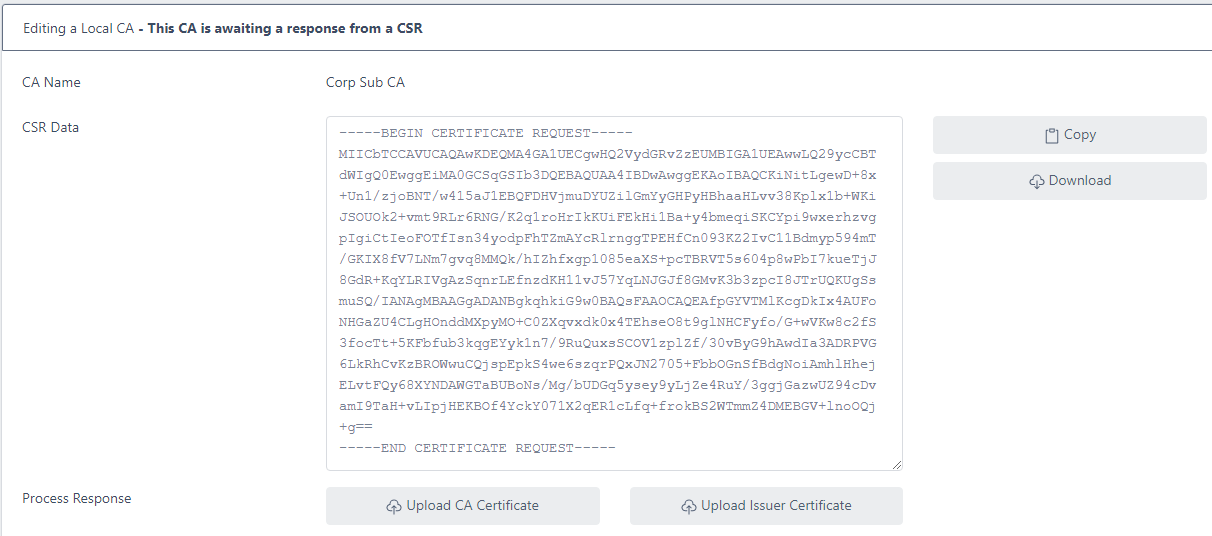 Editing a Local CA - This CA is awaiting a response from a CSR
CA Name
Corp Sub CA
CSR Data
-----BEGIN CERTIFICATE REQUEST-----
MIICbTCCAVUCAQAwKDEQMA4GA1UECgwHQ2VydGRvZzEUMBIGA1UEAwwLQ29ycCBT
dWIgQ0EwggEiMA0GCSqGSIb3DQEBAQUAA4IBDwAwggEKAoIBAQCKiNitLgewD+8x
+Un1/zjoBNT/w415aJ1EBQFDHVjmuDYUZilGmYyGHPyHBhaaHLvv38Kplx1b+WKi
JSOUOk2+vmt9RLr6RNG/K2q1roHrIkKUiFEkHi1Ba+y4bmeqiSKCYpi9wxerhzvg
pIgiCtIeoFOTfIsn34yodpFhTZmAYcRlrnggTPEHfCn093KZ2IvC11Bdmyp594mT
/GKIX8fV7LNm7gvq8MMQk/hIZhfxgp1085eaXS+pcTBRVT5s604p8wPbI7kueTjJ
8GdR+KqYLRIVgAzSqnrLEfnzdKH11vJ57YqLNJGJf8GMvK3b3zpcI8JTrUQKUgSs
muSQ/IANAgMBAAGgADANBgkqhkiG9w0BAQsFAAOCAQEAfpGYVTMlKcgDkIx4AUFo
NHGaZU4CLgHOnddMXpyMO+C0ZXqvxdk0x4TEhseO8t9glNHCFyfo/G+wVKw8c2fS
3focTt+5KFbfub3kqgEYyk1n7/9RuQuxsSCOV1zplZf/30vByG9hAwdIa3ADRPVG
6LkRhCvKzBROWwuCQjspEpkS4we6szqrPQxJN2705+FbbOGnSfBdgNoiAmhlHhej
ELvtFQy68XYNDAWGTaBUBoNs/Mg/bUDGq5ysey9yLjZe4RuY/3ggjGazwUZ94cDv
amI9TaH+vLIpjHEKBOf4YckY071X2qER1cLfq+frokBS2WTmmZ4DMEBGV+lnoOQj
+g==
-----END CERTIFICATE REQUEST-----
Copy
Download
Process Response
Upload CA Certificate
Upload Issuer Certificate